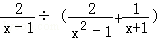 2/(x－1) ÷ (2/(x²－1) + 1/(x+1))